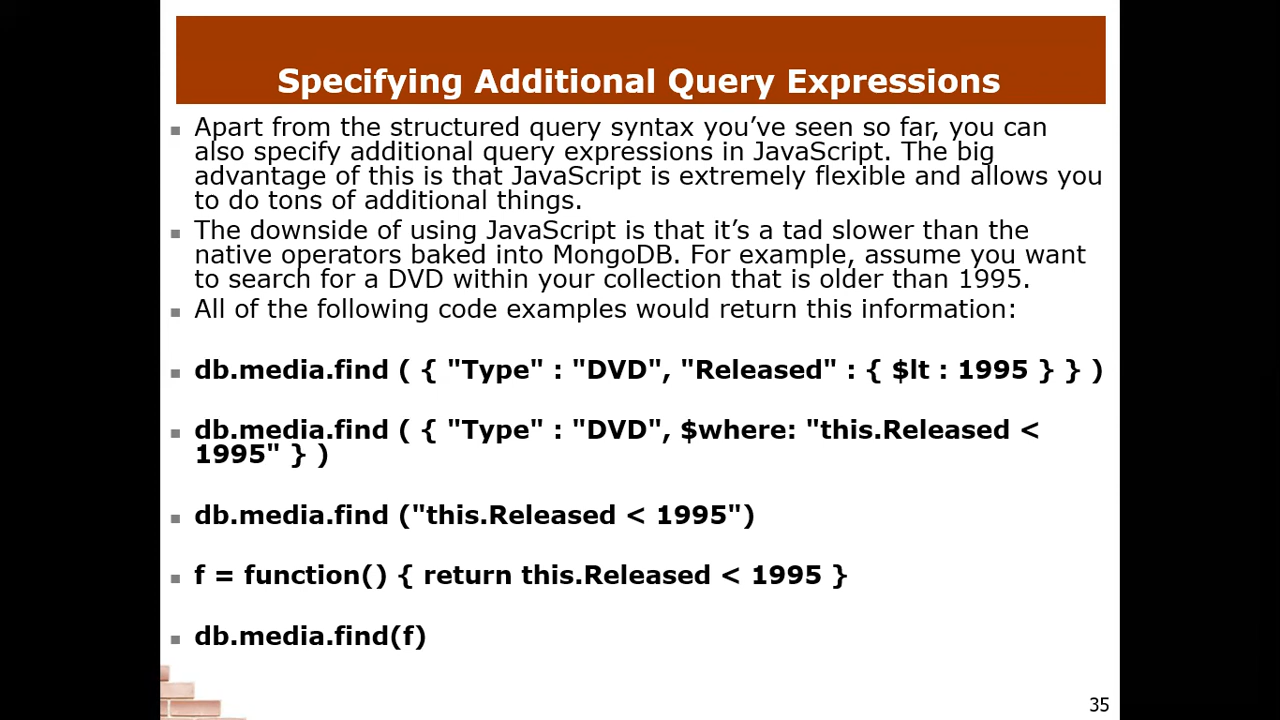 Specifying Additional Query Expressions
Apart from the structured query syntax you’ve seen so far, you can
also specify additional query expressions in JavaScript. The big
advantage of this is that JavaScript is extremely flexible and allows you
to do tons of additional things.
The downside of using JavaScript is that it’s a tad slower than the
native operators baked into MongoDB. For example, assume you want
to search for a DVD within your collection that is older than 1995.
All of the following code examples would return this information:
db.media.find ( { "Type" : "DVD", "Released" : { $lt : 1995 } } )
db.media.find ( { "Type" : "DVD", $where: "this.Released <
1995" } )
db.media.find ("this.Released < 1995")
f = function() { return this.Released < 1995 }
db.media.find(f)
35